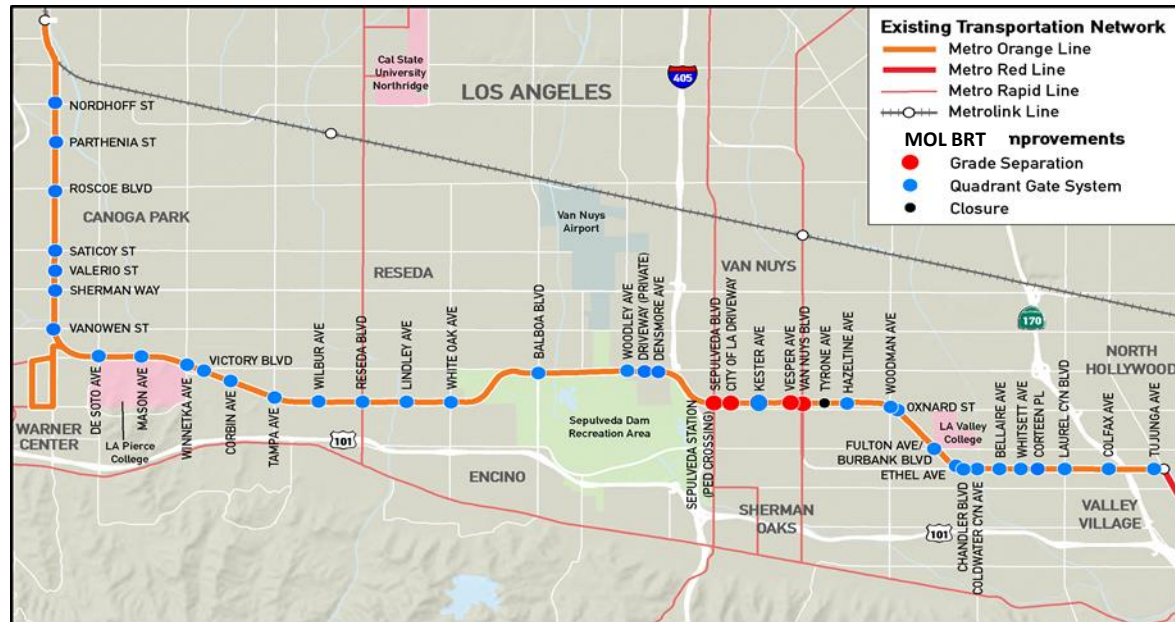 Existing Transportation Network
Metro Orange Line
Metro Red Line
Metro Rapid Line
Metrolink Line
MOL BRT mprovements
Grade Separation
Quadrant Gate System
Closure
Cal State
University
Northridge
LOS ANGELES
405
NORDHOFF ST
PARTHENIA ST
ROSCOE BLVD
CANOGA PARK
SATICOY ST
VALERIO ST
SHERMAN WAY
VANOWEN ST
RESEDA
Van Nuys
Airport
VAN NUYS
170
NORTH
HOLLYWOOD
DE SOTO AVE
MASON AVE
WINNETKA AVE
VICTORY BLVD
CORBIN AVE
TAMPA AVE
WILBUR AVE
RESEDA BLVD
LINDLEY AVE
WHITE OAK AVE
BALBOA BLVD
WOODLEY AVE
DRIVEWAY (PRIVATE)
DENSMORE AVE
SEPULVEDA STATION
(PED CROSSING)
SEPULVEDA BLVD
CITY OF LA DRIVEWAY
KESTER AVE
VESPER AVE
VAN NUYS BLVD
TYRONE AVE
HAZELTINE AVE
WOODMAN AVE
OXNARD ST
LA Valley
College
FULTON AVE/
BURBANK BLVD
ETHEL AVE
CHANDLER BLVD
COLDWATER CYN AVE
BELLAIRE AVE
WHITSETT AVE
CORTEEN PL
LAUREL CYN BLVD
COLFAX AVE
TUJUNGA AVE
WARNER
CENTER
LA Pierce
College
101
Sepulveda Dam
Recreation Area
ENCINO
SHERMAN
OAKS
101
VALLEY
VILLAGE